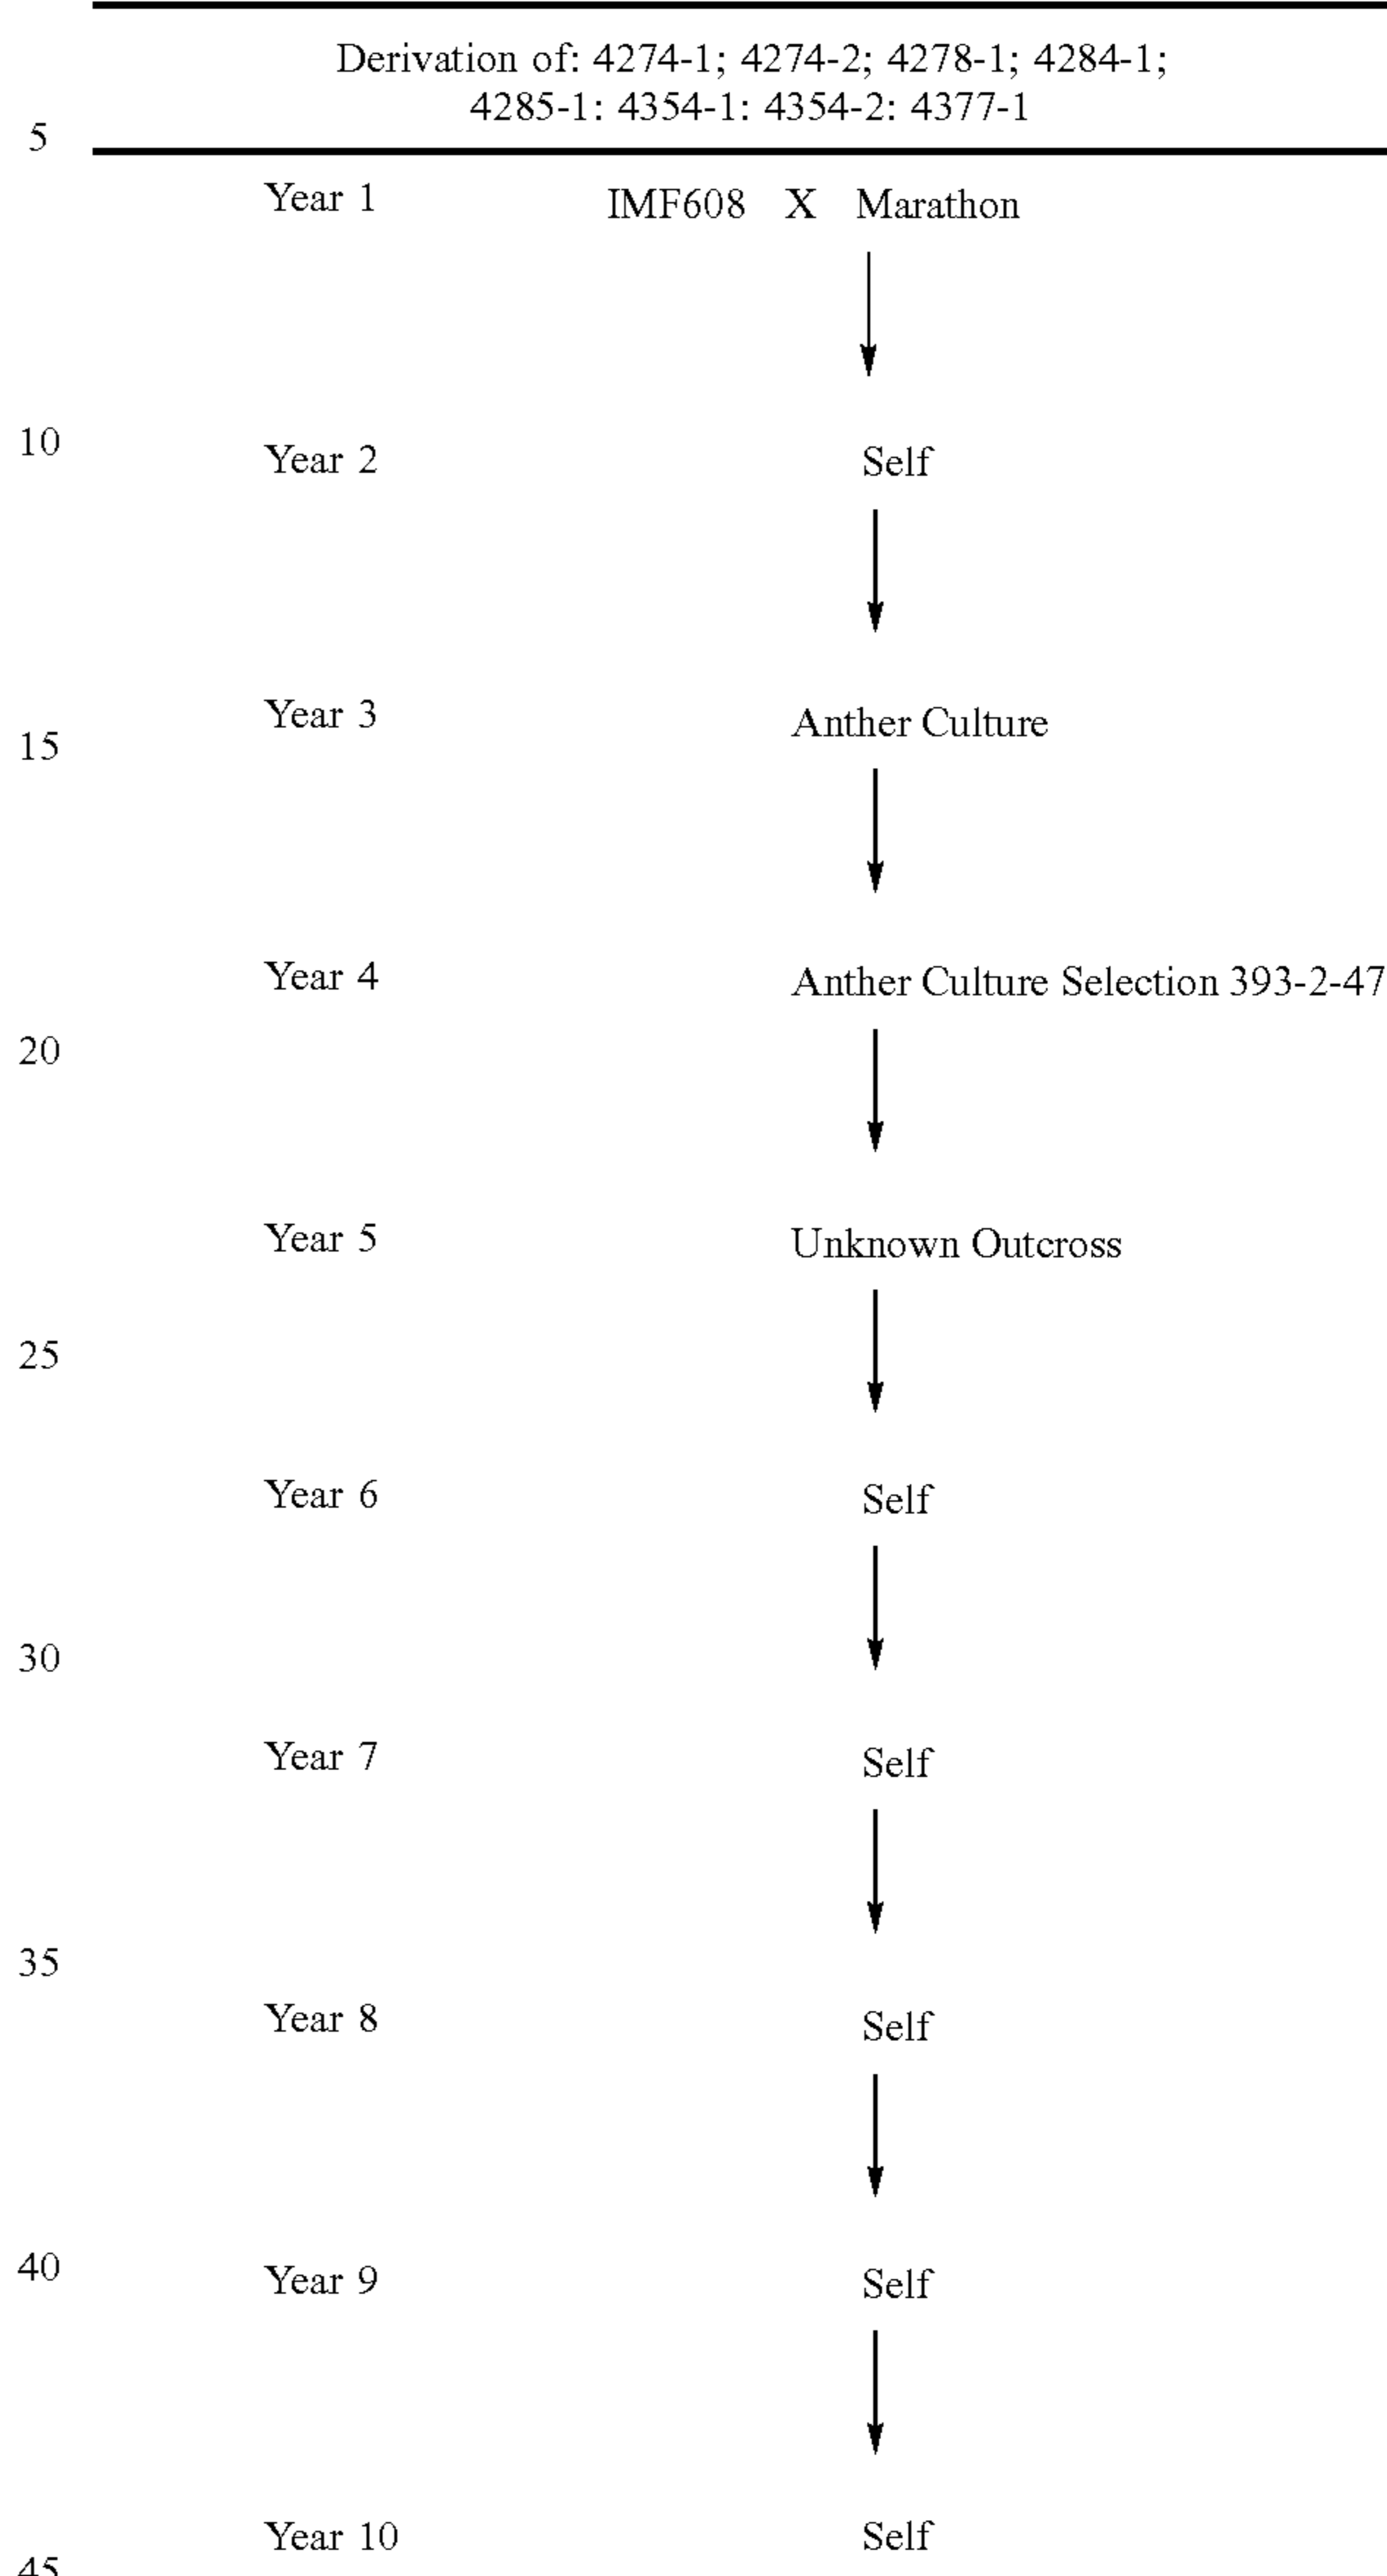 Derivation of: 4274-1; 4274-2; 4278-1; 4284-1;
4285-1: 4354-1: 4354-2: 4377-1
5
Year 1 IMF608 X Marathon
10
Year 2 Self
Year 3 Anther Culture
15
Year 4 Anther Culture Selection 393-2-47
20
Year 5 Unknown Outcross
25
Year 6 Self
30
Year 7 Self
35
Year 8 Self
40
Year 9 Self
Year 10 Self
45